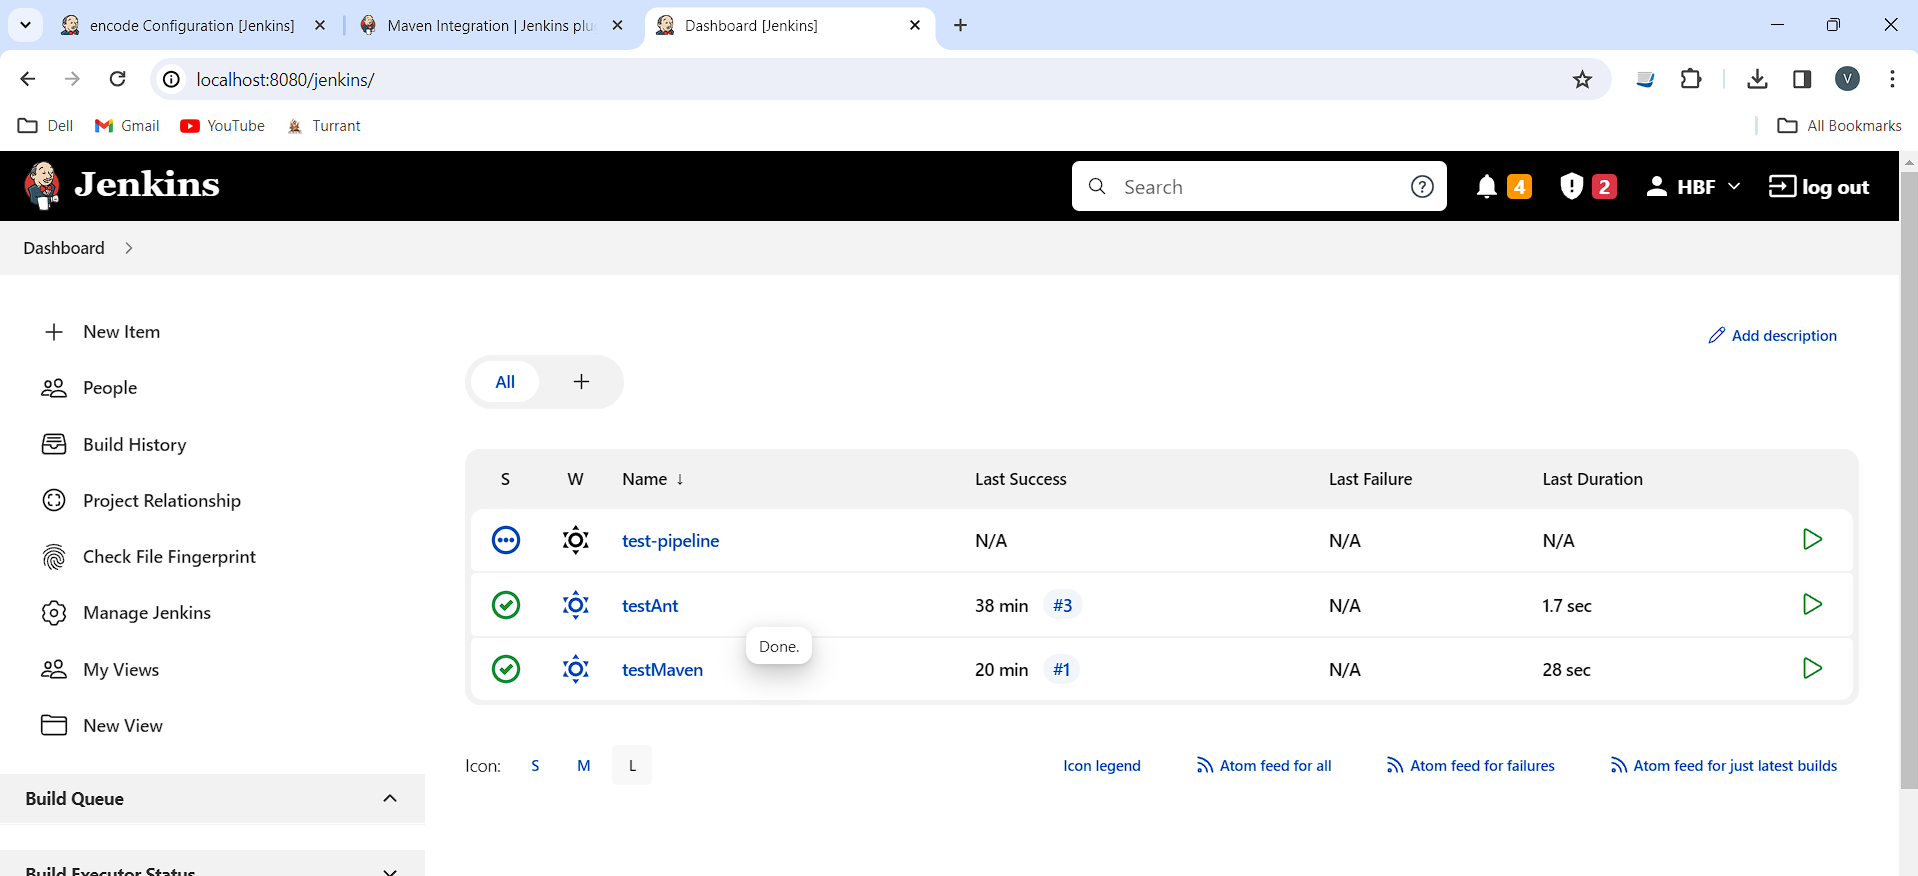 encode Configuration [Jenkins]
Maven Integration | Jenkins plu
Dashboard [Jenkins]
localhost:8080/jenkins/
V
Dell
Gmail
YouTube
Turrant
All Bookmarks
Jenkins
Search
4
2
HBF
log out
Dashboard
New Item
People
Build History
Project Relationship
Check File Fingerprint
Manage Jenkins
My Views
New View
Build Queue
Build Executor Status
Add description
All
S W Name ↓ Last Success Last Failure Last Duration
test-pipeline N/A N/A N/A
testAnt 38 min #3 N/A 1.7 sec
Done.
testMaven 20 min #1 N/A 28 sec
Icon: S M L
Icon legend
Atom feed for all
Atom feed for failures
Atom feed for just latest builds